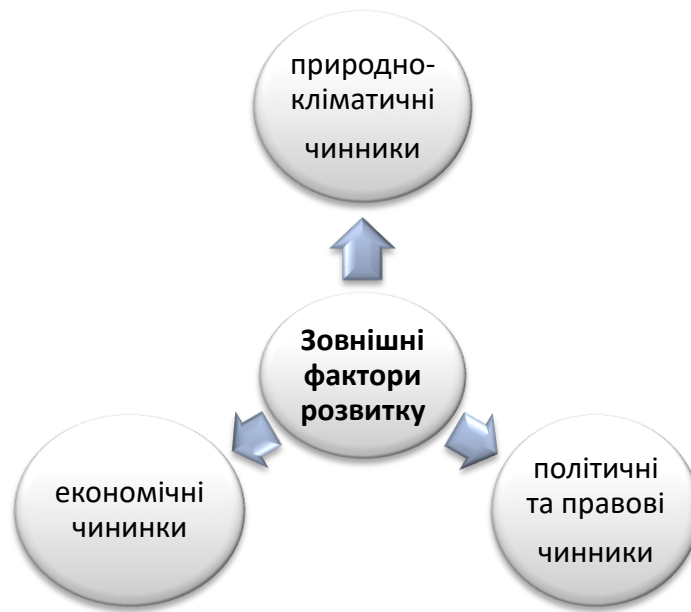 природно-
кліматичні
чинники
Зовнішні
фактори
розвитку
економічні
чининки
політичні
та правові
чинники